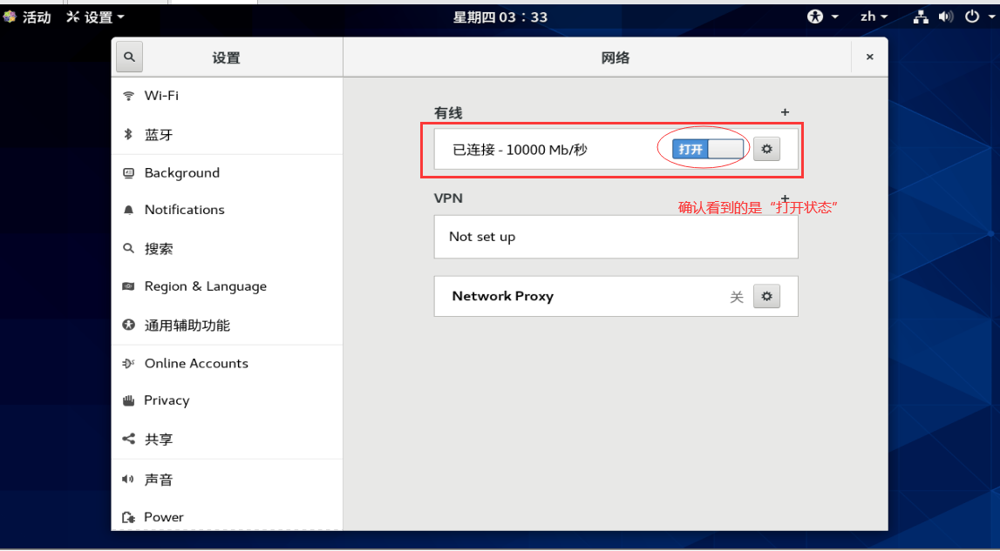 活动 设置 星期四 03：33 zh
设置 网络
Wi-Fi
蓝牙
Background
Notifications
搜索
Region & Language
通用辅助功能
Online Accounts
Privacy
共享
声音
Power
有线
已连接 - 10000 Mb/秒 打开
VPN
确认看到的是“打开状态”
Not set up
Network Proxy 关